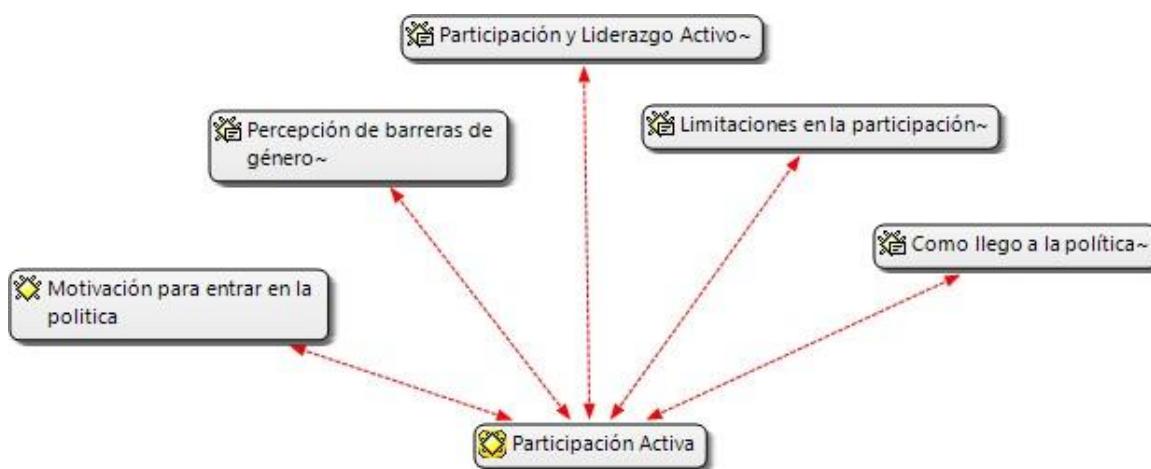 Participación y Liderazgo Activo~
Percepción de barreras de
género~
Limitaciones en la participación~
Como llego a la política~
Motivación para entrar en la
politica
Participación Activa